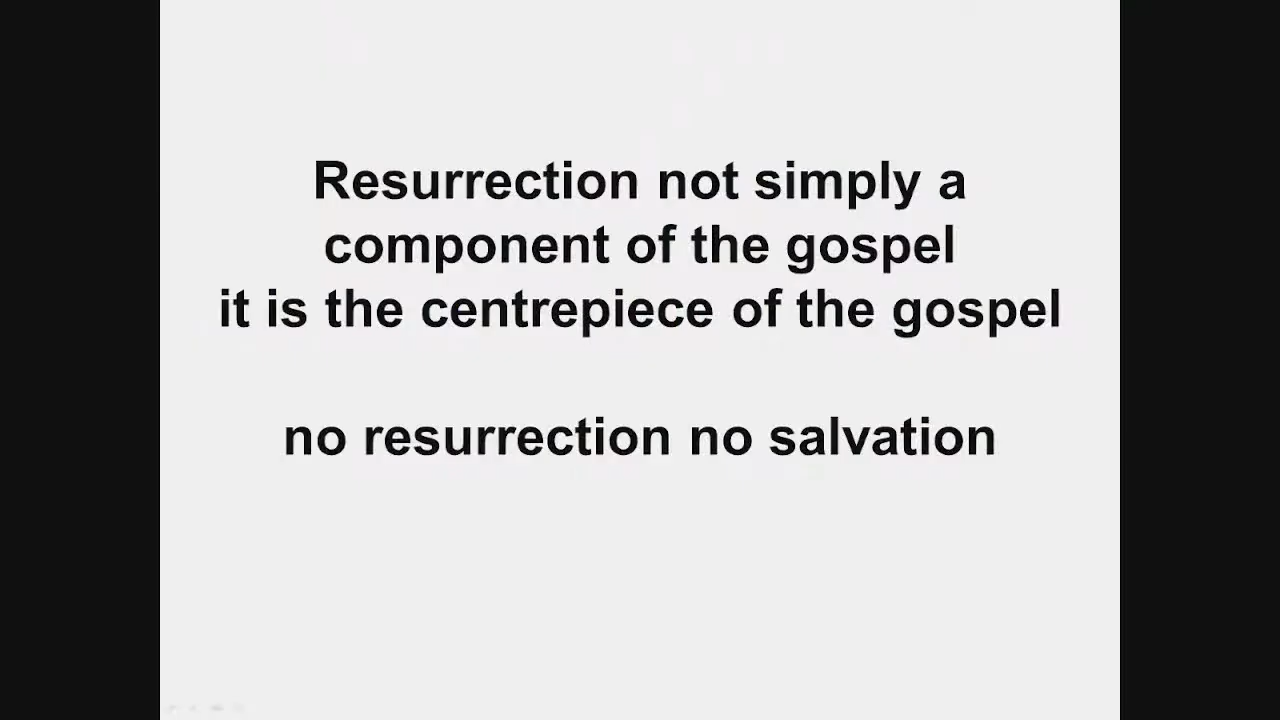 Resurrection not simply a
component of the gospel
it is the centrepiece of the gospel
no resurrection no salvation